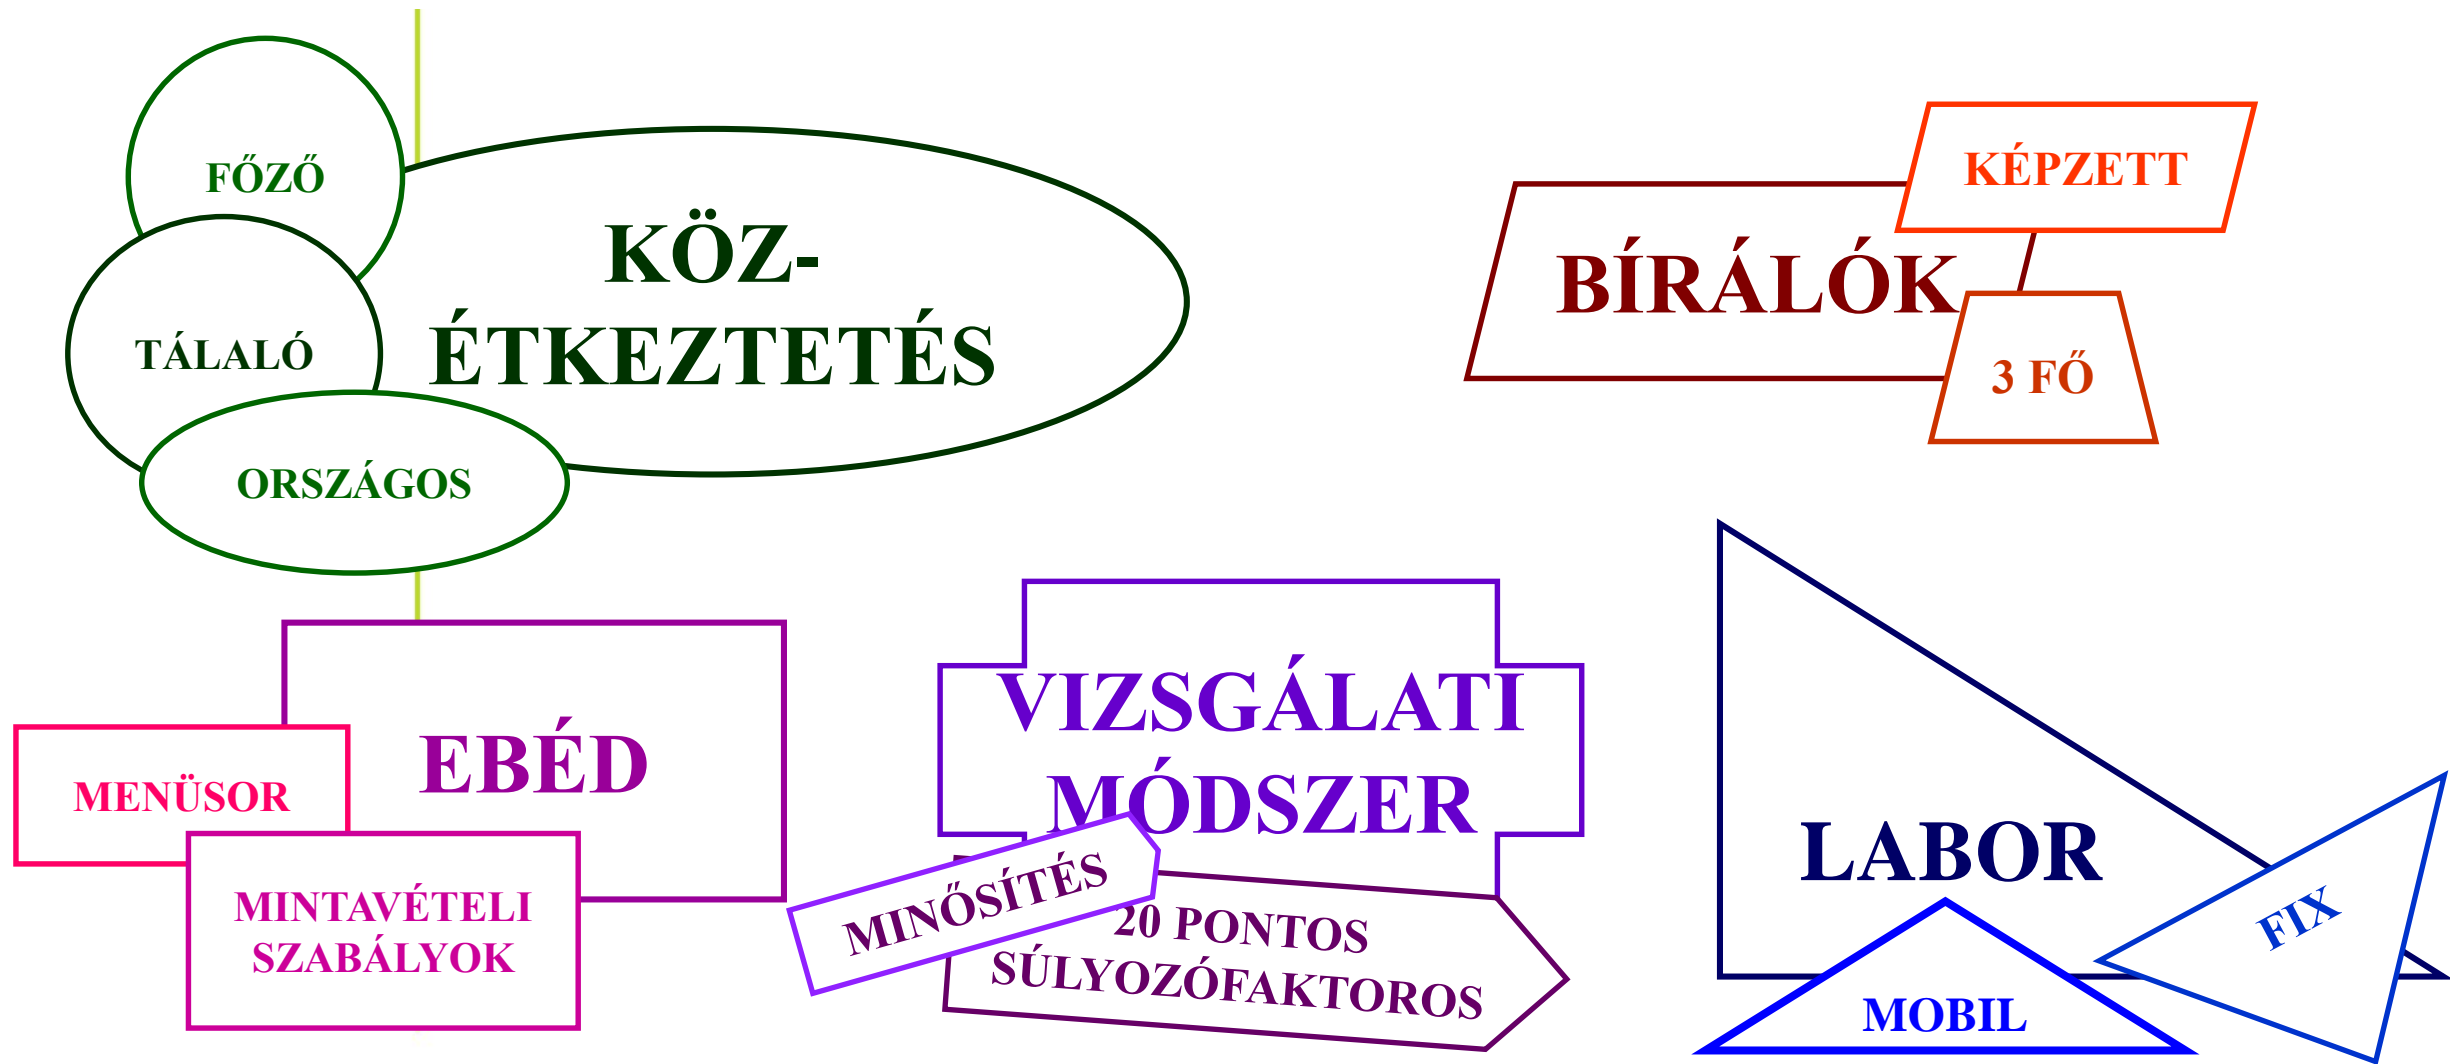 FŐZŐ
TÁLALÓ
ORSZÁGOS
KÖZ-
ÉTKEZTETÉS
KÉPZETT
BÍRÁLÓK
3 FŐ
EBÉD
MENÜSOR
MINTAVÉTELI
SZABÁLYOK
VIZSGÁLATI
MÓDSZER
MINŐSÍTÉS
20 PONTOS
SÚLYOZÓFAKTOROS
LABOR
FIX
MOBIL